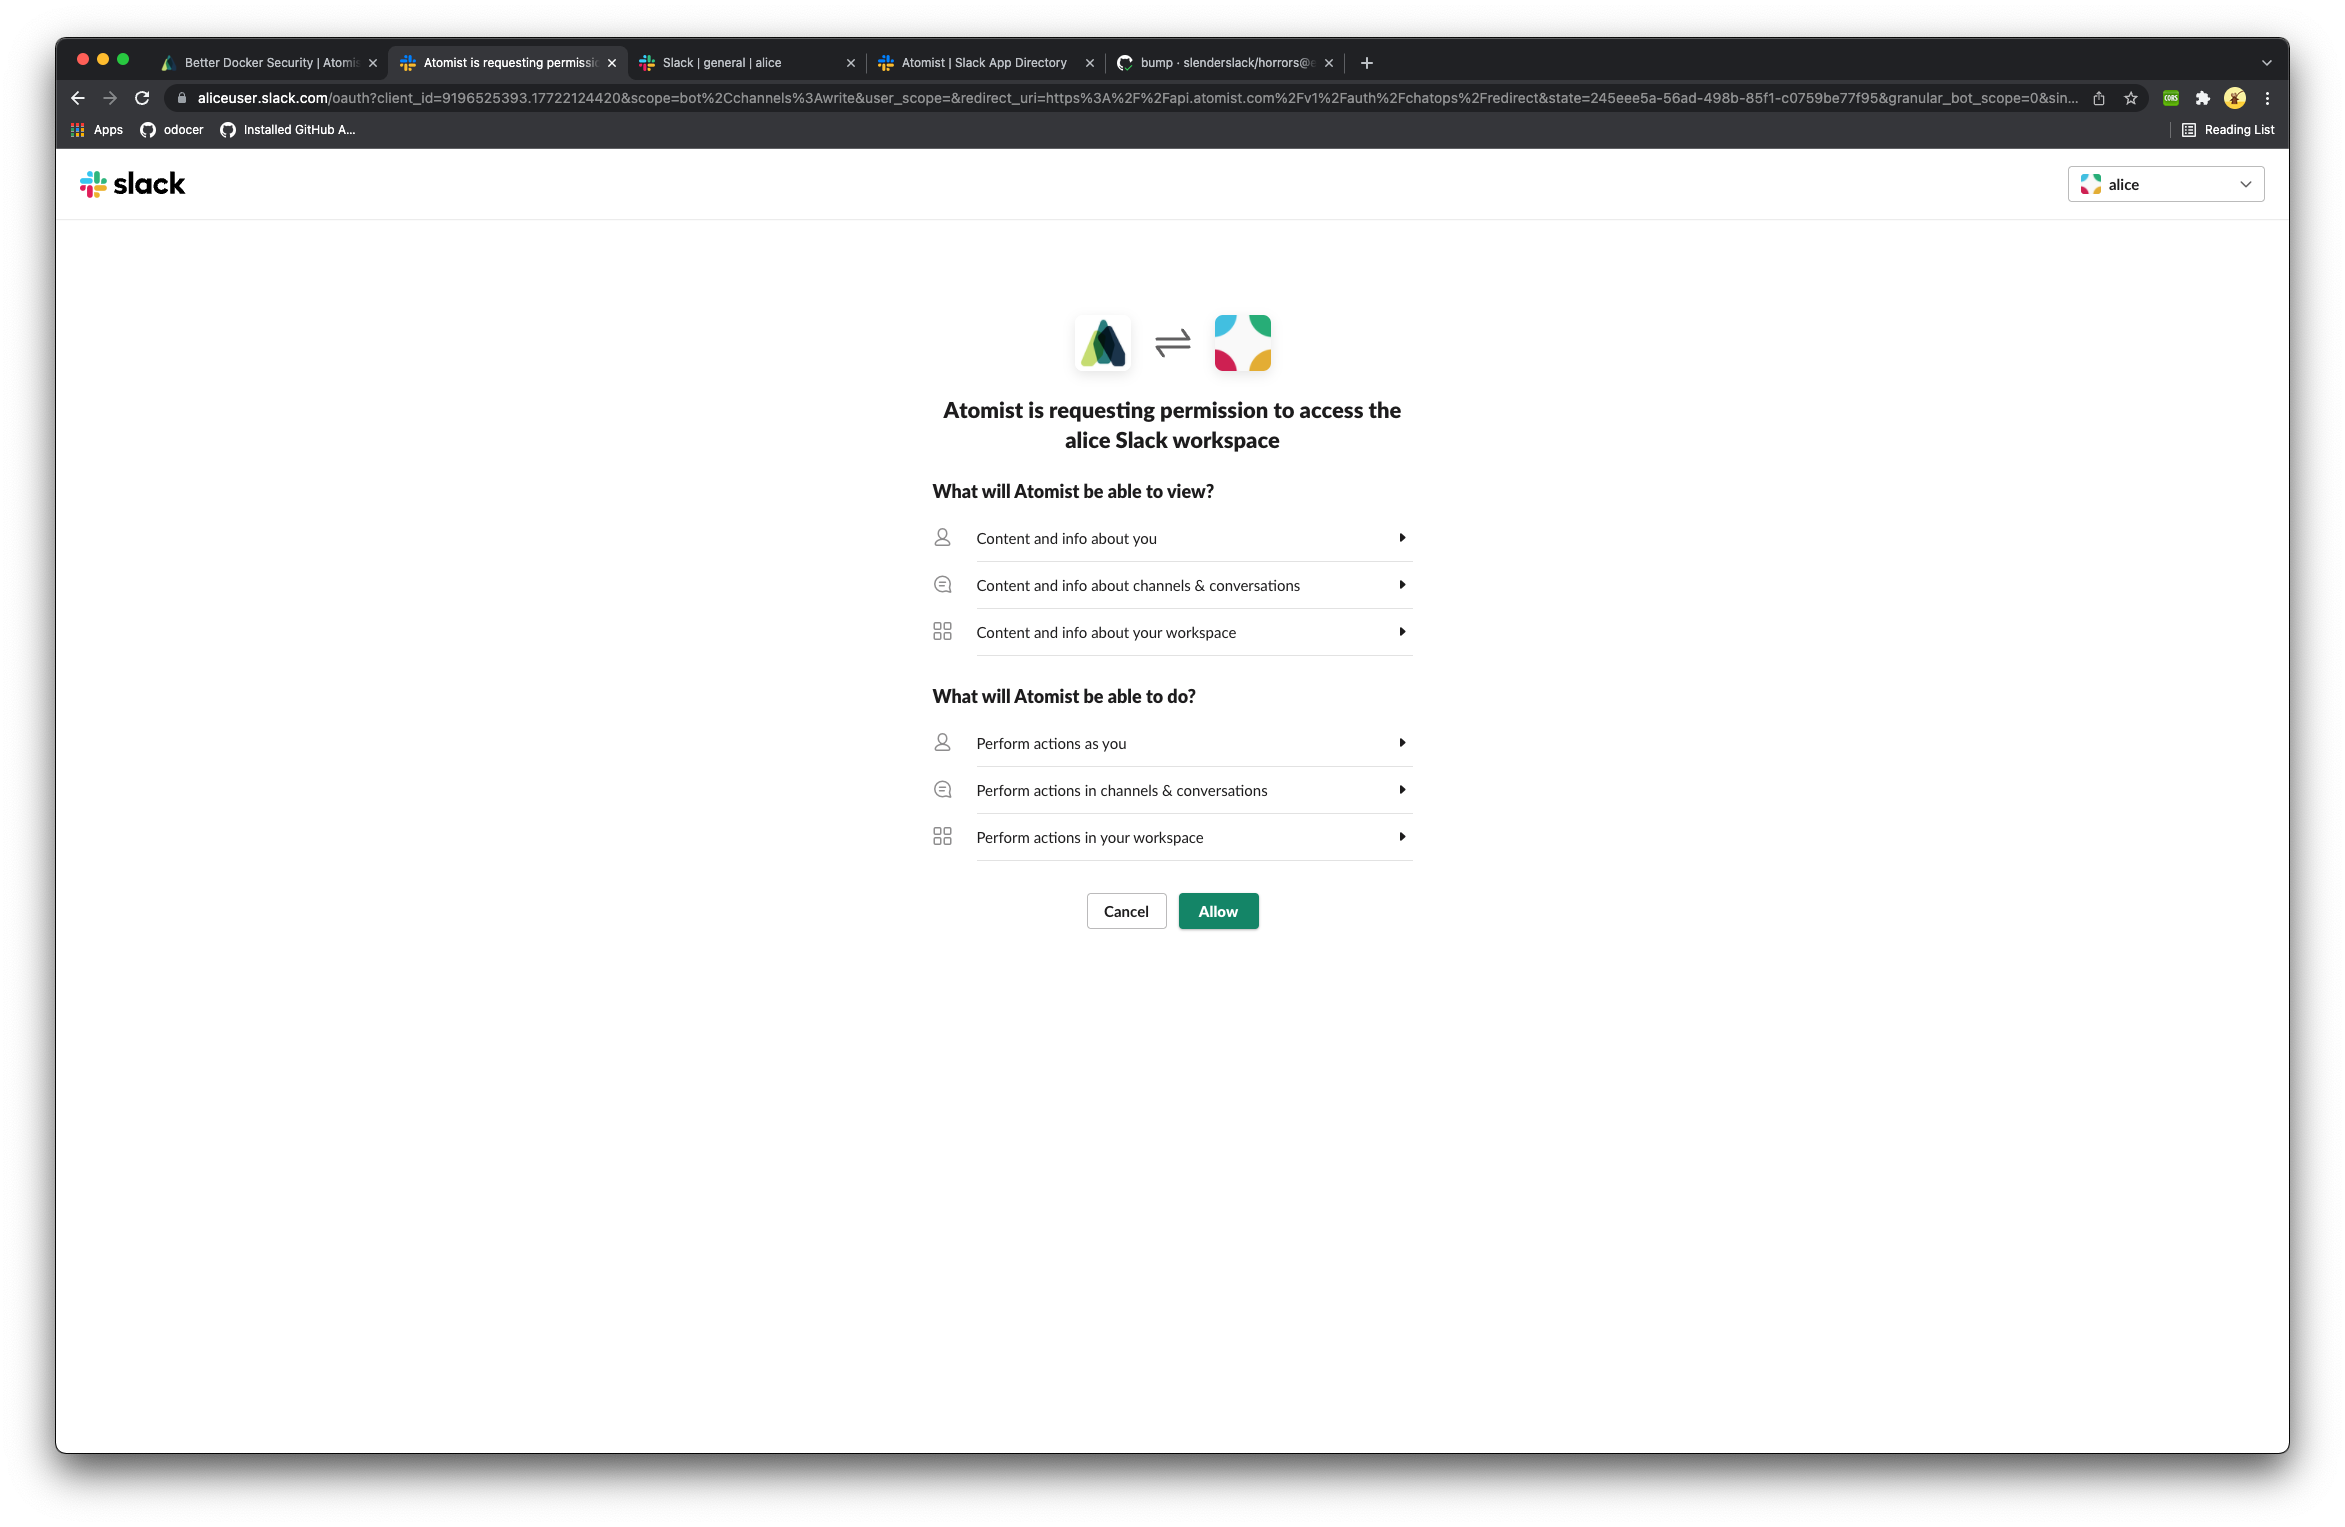 Better Docker Security | Atomis
Atomist is requesting permissio
Slack | general | alice
Atomist | Slack App Directory
bump · slenderslack/horrors@e
aliceuser.slack.com/oauth?client_id=9196525393.17722124420&scope=bot%2Cchannels%3Awrite&user_scope=&redirect_uri=https%3A%2F%2Fapi.atomist.com%2Fv1%2Fauth%2Fchatops%2Fredirect&state=245eee5a-56ad-498b-85f1-c0759be77f95&granular_bot_scope=0&sin...
CORS
Apps
odocer
Installed GitHub A...
Reading List
slack
alice
Atomist is requesting permission to access the
alice Slack workspace
What will Atomist be able to view?
Content and info about you
Content and info about channels & conversations
Content and info about your workspace
What will Atomist be able to do?
Perform actions as you
Perform actions in channels & conversations
Perform actions in your workspace
Cancel
Allow